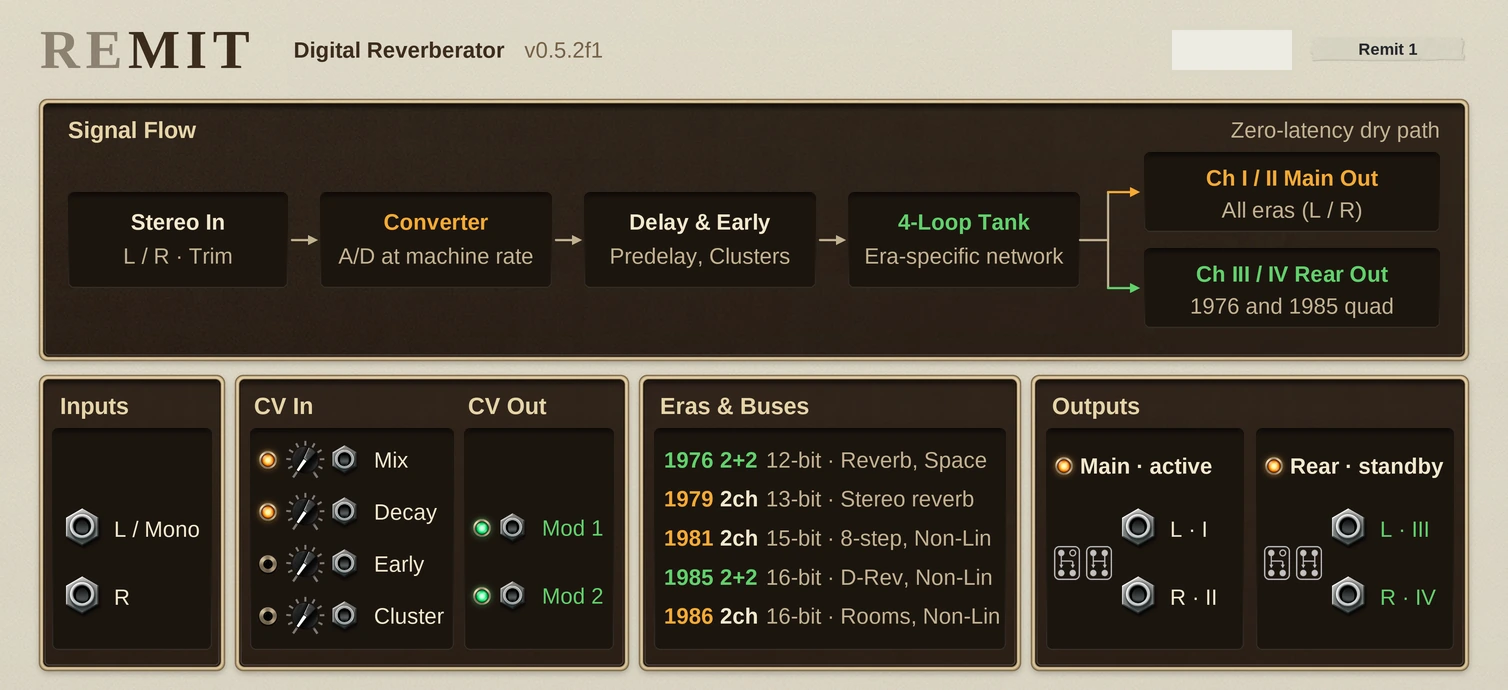 REMIT Digital Reverberator v0.5.2f1 Remit 1
Signal Flow Zero-latency dry path
Stereo In
L / R · Trim
Converter
A/D at machine rate
Delay & Early
Predelay, Clusters
4-Loop Tank
Era-specific network
Ch I / II Main Out
All eras (L / R)
Ch III / IV Rear Out
1976 and 1985 quad
Inputs
L / Mono
R
CV In
Mix
Decay
Early
Cluster
CV Out
Mod 1
Mod 2
Eras & Buses
1976 2+2 12-bit · Reverb, Space
1979 2ch 13-bit · Stereo reverb
1981 2ch 15-bit · 8-step, Non-Lin
1985 2+2 16-bit · D-Rev, Non-Lin
1986 2ch 16-bit · Rooms, Non-Lin
Outputs
Main · active
L · I
R · II
Rear · standby
L · III
R · IV